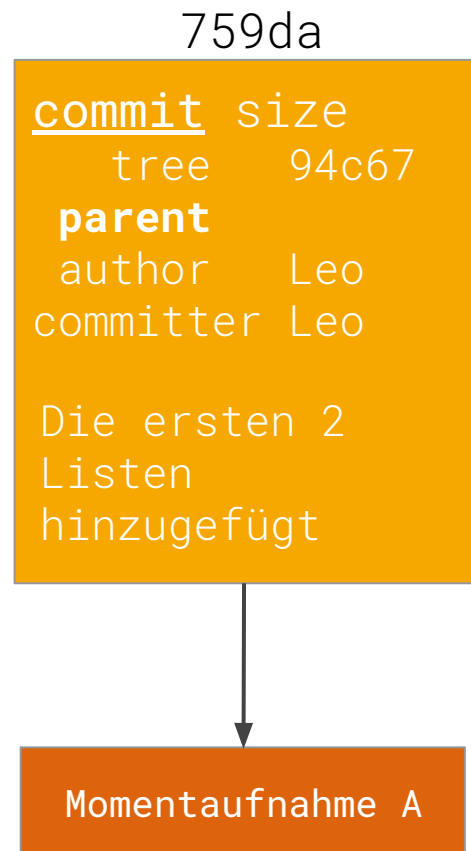 759da
commit size
tree 94c67
parent
author Leo
committer Leo
Die ersten 2
Listen
hinzugefügt
Momentaufnahme A